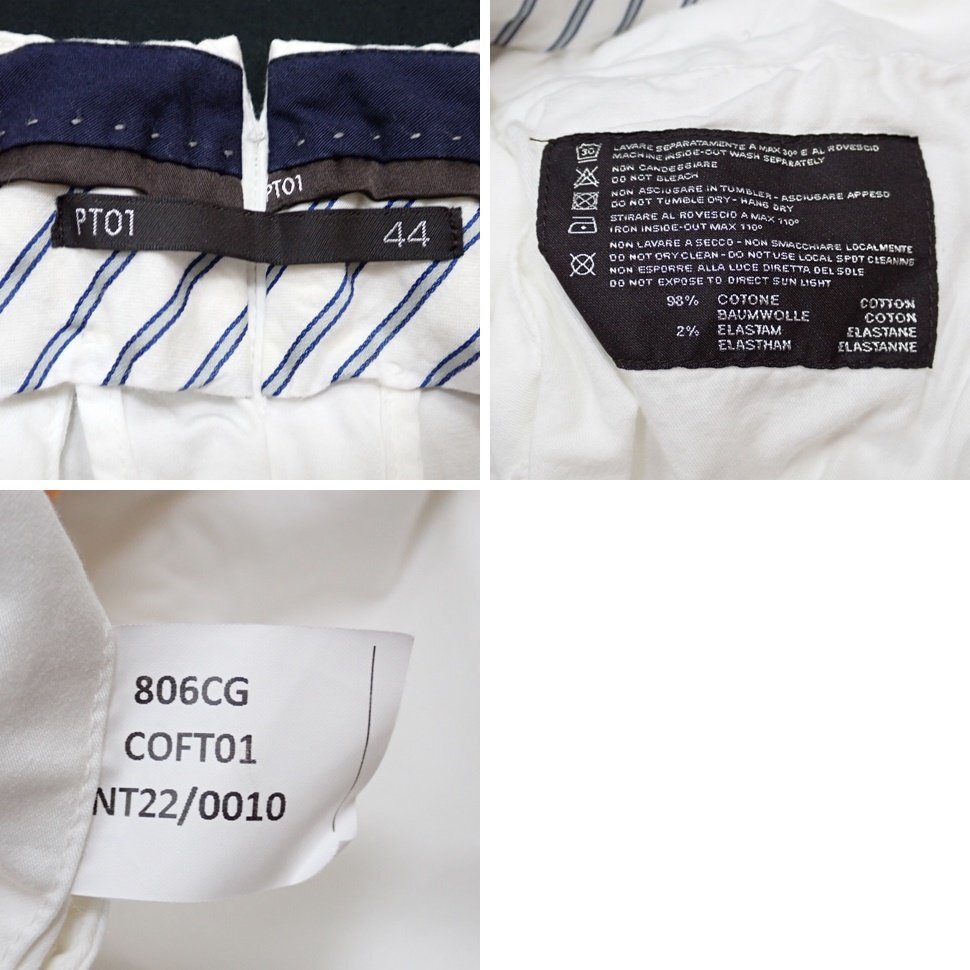 PT01
PT01
44
30
LAVARE SEPARATAMENTE A MAX 30° E AL ROVESCIO
MACHINE INSIDE-OUT WASH SEPARATELY
NON CANDEGGIARE
DO NOT BLEACH
NON ASCIUGARE IN TUMBLER - ASCIUGARE APPESO
DO NOT TUMBLE DRY - HANG DRY
STIRARE AL ROVESCIO A MAX 110°
IRON INSIDE-OUT MAX 110°
NON LAVARE A SECCO - NON SMACCHIARE LOCALMENTE
DO NOT DRY CLEAN - DO NOT USE LOCAL SPOT CLEANING
NON ESPORRE ALLA LUCE DIRETTA DEL SOLE
DO NOT EXPOSE TO DIRECT SUN LIGHT
98% COTONE COTTON
BAUMWOLLE COTON
2% ELASTAM ELASTANE
ELASTHAN ELASTANNE
806CG
COFT01
NT22/0010